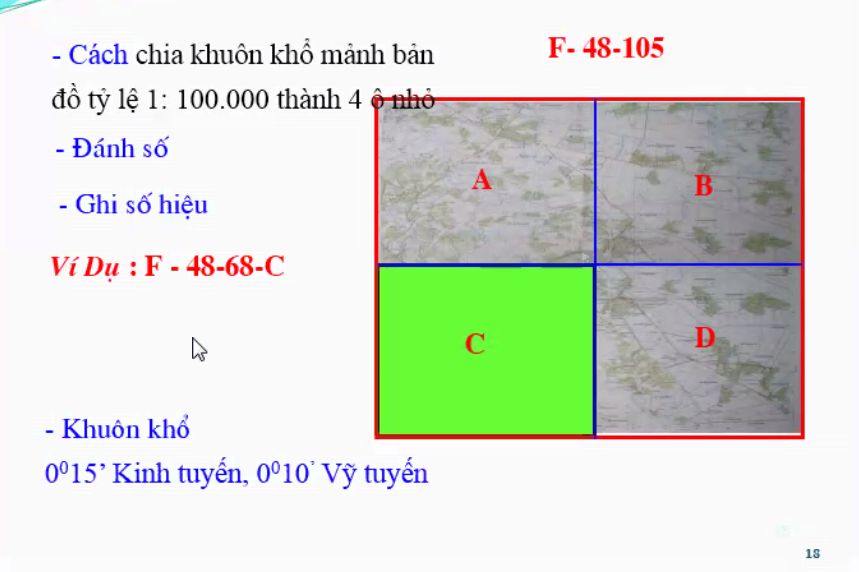 - Cách chia khuôn khổ mảnh bản
đồ tỷ lệ 1: 100.000 thành 4 ô nhỏ
- Đánh số
- Ghi số hiệu
Ví Dụ : F - 48-68-C
- Khuôn khổ
0⁰15’ Kinh tuyến, 0⁰10’ Vỹ tuyến
F- 48-105
A
B
C
D
18